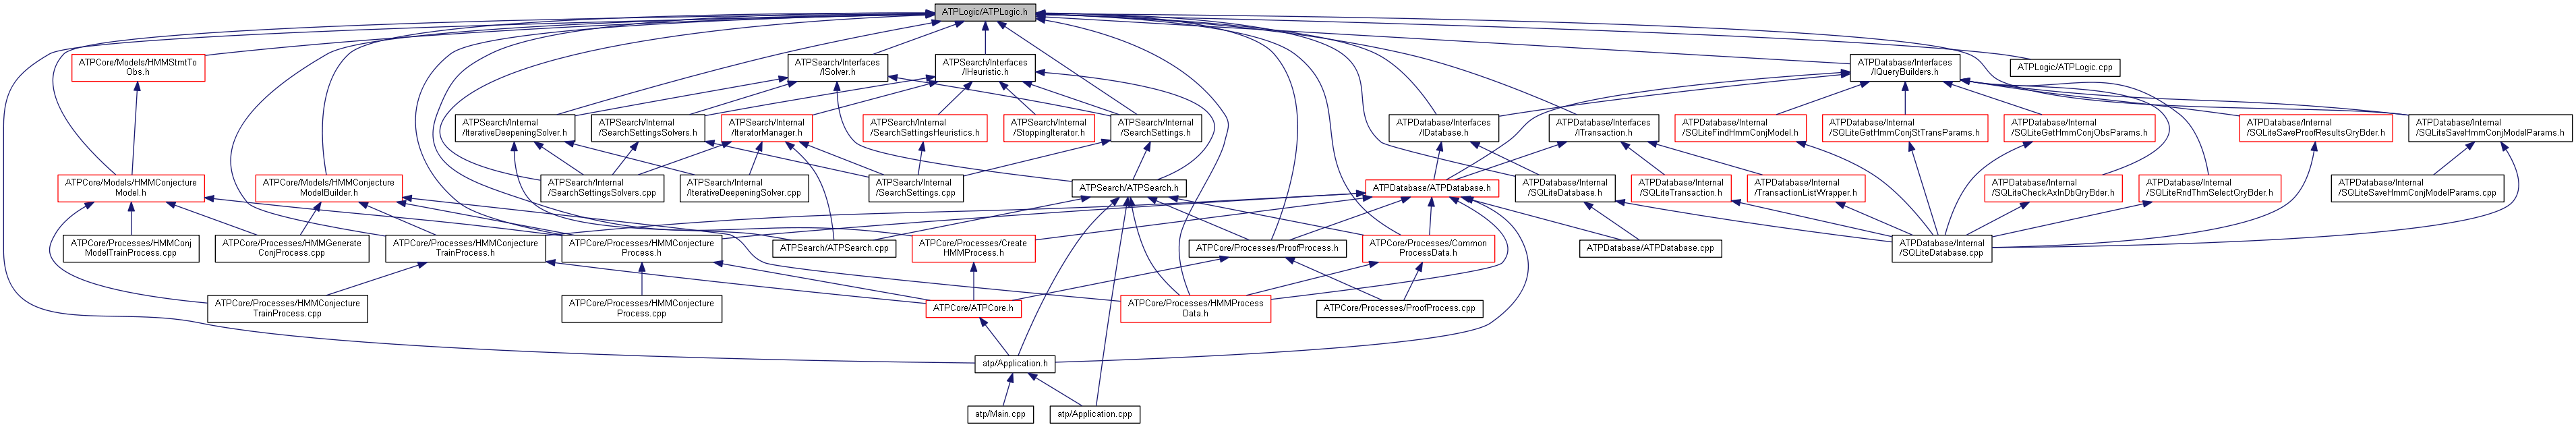 ATPLogic/ATPLogic.h
ATPCore/Models/HMMStmtTo
Obs.h
ATPSearch/Interfaces
/ISolver.h
ATPSearch/Interfaces
/IHeuristic.h
ATPDatabase/Interfaces
/IQueryBuilders.h
ATPLogic/ATPLogic.cpp
ATPSearch/Internal
/IterativeDeepeningSolver.h
ATPSearch/Internal
/SearchSettingsSolvers.h
ATPSearch/Internal
/IteratorManager.h
ATPSearch/Internal
/SearchSettingsHeuristics.h
ATPSearch/Internal
/StoppingIterator.h
ATPSearch/Internal
/SearchSettings.h
ATPDatabase/Interfaces
/IDatabase.h
ATPDatabase/Interfaces
/ITransaction.h
ATPDatabase/Internal
/SQLiteFindHmmConjModel.h
ATPDatabase/Internal
/SQLiteGetHmmConjStTransParams.h
ATPDatabase/Internal
/SQLiteGetHmmConjObsParams.h
ATPDatabase/Internal
/SQLiteSaveProofResultsQryBder.h
ATPDatabase/Internal
/SQLiteSaveHmmConjModelParams.h
ATPCore/Models/HMMConjecture
Model.h
ATPCore/Models/HMMConjecture
ModelBuilder.h
ATPSearch/Internal
/SearchSettingsSolvers.cpp
ATPSearch/Internal
/IterativeDeepeningSolver.cpp
ATPSearch/Internal
/SearchSettings.cpp
ATPSearch/ATPSearch.h
ATPDatabase/ATPDatabase.h
ATPDatabase/Internal
/SQLiteDatabase.h
ATPDatabase/Internal
/SQLiteTransaction.h
ATPDatabase/Internal
/TransactionListWrapper.h
ATPDatabase/Internal
/SQLiteCheckAxInDbQryBder.h
ATPDatabase/Internal
/SQLiteRndThmSelectQryBder.h
ATPDatabase/Internal
/SQLiteSaveHmmConjModelParams.cpp
ATPCore/Processes/HMMConj
ModelTrainProcess.cpp
ATPCore/Processes/HMMGenerate
ConjProcess.cpp
ATPCore/Processes/HMMConjecture
TrainProcess.h
ATPCore/Processes/HMMConjecture
Process.h
ATPSearch/ATPSearch.cpp
ATPCore/Processes/Create
HMMProcess.h
ATPCore/Processes/ProofProcess.h
ATPCore/Processes/Common
ProcessData.h
ATPDatabase/ATPDatabase.cpp
ATPDatabase/Internal
/SQLiteDatabase.cpp
ATPCore/Processes/HMMConjecture
TrainProcess.cpp
ATPCore/Processes/HMMConjecture
Process.cpp
ATPCore/ATPCore.h
ATPCore/Processes/HMMProcess
Data.h
ATPCore/Processes/ProofProcess.cpp
atp/Application.h
atp/Main.cpp
atp/Application.cpp